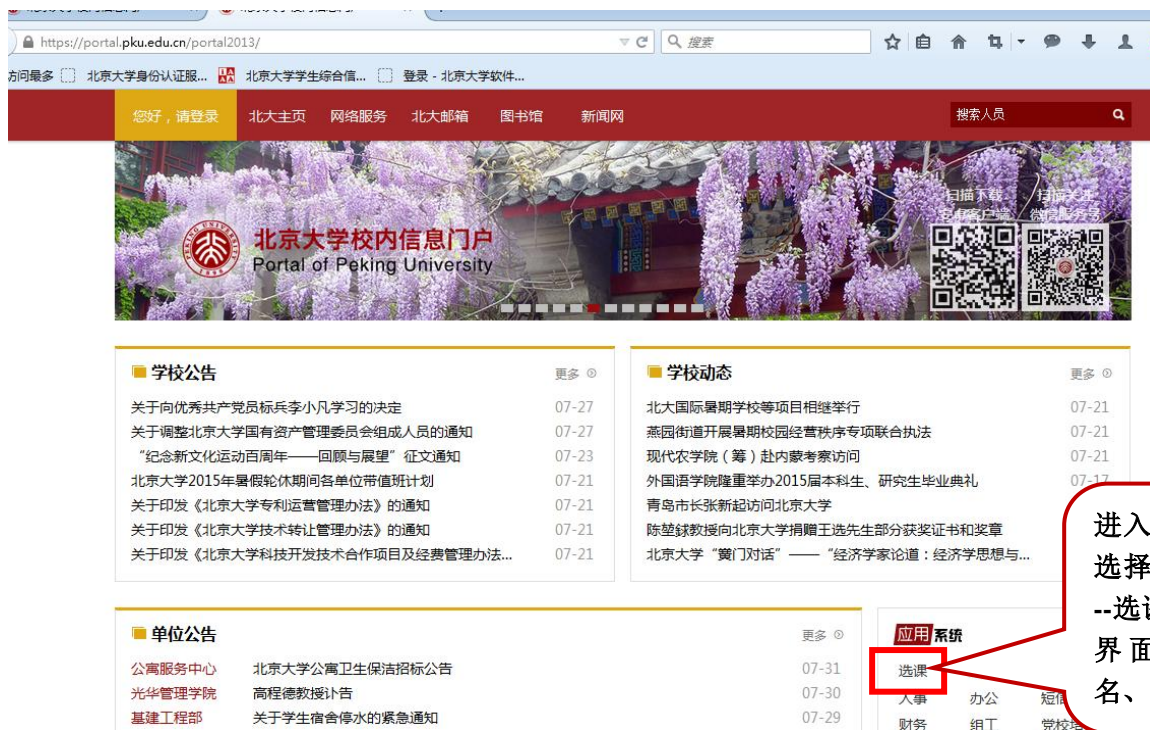 https://portal.pku.edu.cn/portal2013/
搜索
访问最多 北京大学身份认证服... 北京大学学生综合信... 登录 - 北京大学软件...
您好，请登录 北大主页 网络服务 北大邮箱 图书馆 新闻网 搜索人员
扫描下载 扫描关注
微信服务号
北京大学校内信息门户
Portal of Peking University
学校公告 更多
关于向优秀共产党员标兵李小凡学习的决定 07-27
关于调整北京大学国有资产管理委员会组成人员的通知 07-27
“纪念新文化运动百周年——回顾与展望”征文通知 07-23
北京大学2015年暑假轮休期间各单位带值班计划 07-21
关于印发《北京大学专利运营管理办法》的通知 07-21
关于印发《北京大学技术转让管理办法》的通知 07-21
关于印发《北京大学科技开发技术合作项目及经费管理办法... 07-21
学校动态 更多
北大国际暑期学校等项目相继举行 07-21
燕园街道开展暑期校园经营秩序专项联合执法 07-21
现代农学院（筹）赴内蒙考察访问 07-21
外国语学院隆重举办2015届本科生、研究生毕业典礼 07-17
青岛市长张新起访问北京大学
陈堃銶教授向北京大学捐赠王选先生部分获奖证书和奖章
北京大学“黉门对话”——“经济学家论道：经济学思想与...
进入
选择
--选课
界面
名、
单位公告 更多
公寓服务中心 北京大学公寓卫生保洁招标公告 07-31
光华管理学院 高程德教授讣告 07-30
基建工程部 关于学生宿舍停水的紧急通知 07-29
应用系统
选课
人事 办公 短信
财务 组工 党校培